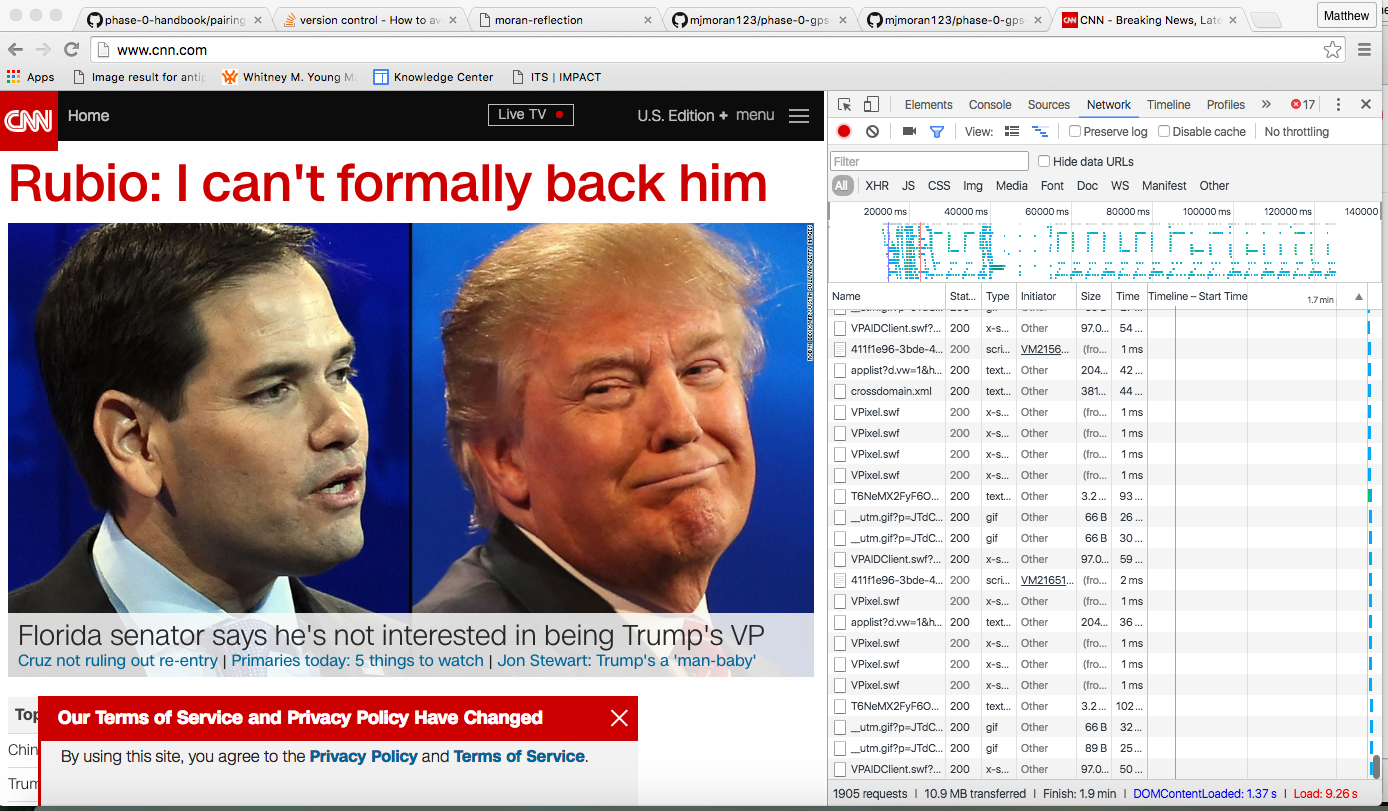 phase-0-handbook/pairing
version control - How to av
moran-reflection
mjmoran123/phase-0-gps-
mjmoran123/phase-0-gps-
CNN - Breaking News, Late
Matthew
www.cnn.com
Apps
Image result for antip
Whitney M. Young Ma
Knowledge Center
ITS | IMPACT
CNN
Home
Live TV
U.S. Edition +
menu
Rubio: I can't formally back him
Florida senator says he's not interested in being Trump's VP
Cruz not ruling out re-entry | Primaries today: 5 things to watch | Jon Stewart: Trump's a 'man-baby'
Top
Chin
Trum
Our Terms of Service and Privacy Policy Have Changed
By using this site, you agree to the Privacy Policy and Terms of Service.
Elements Console Sources Network Timeline Profiles » 17
View: Preserve log Disable cache No throttling
Filter Hide data URLs
All XHR JS CSS Img Media Font Doc WS Manifest Other
20000 ms 40000 ms 60000 ms 80000 ms 100000 ms 120000 ms 140000
Name Stat... Type Initiator Size Time Timeline – Start Time 1.7 min
VPAIDClient.swf?... 200 x-s... Other 97.0... 54 ...
411f1e96-3bde-4... 200 scri... VM2156... (fro... 1 ms
applist?d.vw=1&h... 200 text... Other 204... 42 ...
crossdomain.xml 200 text... Other 381... 44 ...
VPixel.swf 200 x-s... Other (fro... 1 ms
VPixel.swf 200 x-s... Other (fro... 1 ms
VPixel.swf 200 x-s... Other (fro... 1 ms
VPixel.swf 200 x-s... Other (fro... 1 ms
T6NeMX2FyF6O... 200 text... Other 3.2 ... 93 ...
__utm.gif?p=JTdC... 200 gif Other 66 B 26 ...
__utm.gif?p=JTdC... 200 gif Other 66 B 30 ...
VPAIDClient.swf?... 200 x-s... Other 97.0... 59 ...
411f1e96-3bde-4... 200 scri... VM21651... (fro... 2 ms
VPixel.swf 200 x-s... Other (fro... 1 ms
applist?d.vw=1&h... 200 text... Other 204... 36 ...
VPixel.swf 200 x-s... Other (fro... 1 ms
VPixel.swf 200 x-s... Other (fro... 1 ms
VPixel.swf 200 x-s... Other (fro... 1 ms
T6NeMX2FyF6O... 200 text... Other 3.2 ... 102 ...
__utm.gif?p=JTdC... 200 gif Other 66 B 32 ...
__utm.gif?p=JTdC... 200 gif Other 89 B 25 ...
VPAIDClient.swf?... 200 x-s... Other 97.0... 50 ...
1905 requests | 10.9 MB transferred | Finish: 1.9 min | DOMContentLoaded: 1.37 s | Load: 9.26 s